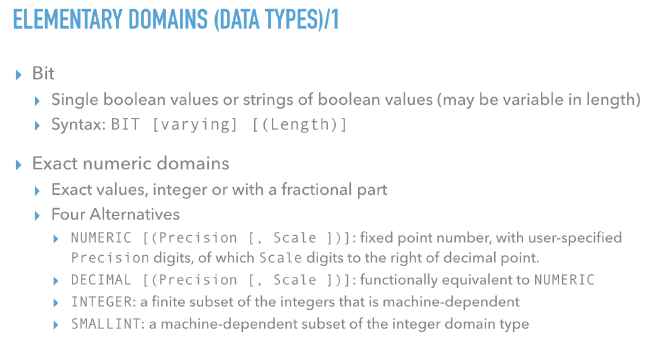 ELEMENTARY DOMAINS (DATA TYPES)/1
▸ Bit
▸ Single boolean values or strings of boolean values (may be variable in length)
▸ Syntax: BIT [varying] [(Length)]
▸ Exact numeric domains
▸ Exact values, integer or with a fractional part
▸ Four Alternatives
▸ NUMERIC [(Precision [, Scale ])]: fixed point number, with user-specified
Precision digits, of which Scale digits to the right of decimal point.
▸ DECIMAL [(Precision [, Scale ])]: functionally equivalent to NUMERIC
▸ INTEGER: a finite subset of the integers that is machine-dependent
▸ SMALLINT: a machine-dependent subset of the integer domain type